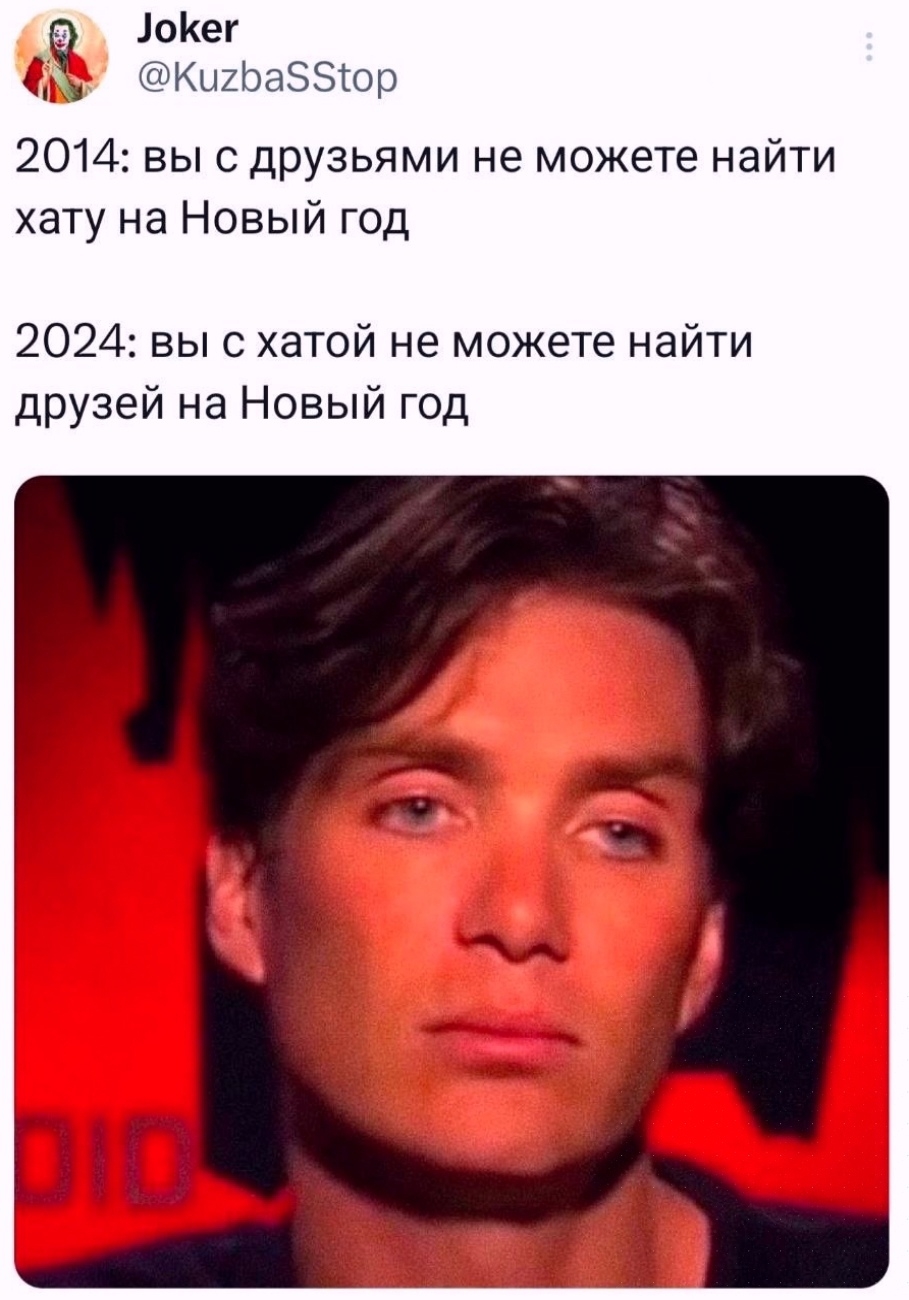 Joker
@KuzbaSStop
2014: вы с друзьями не можете найти
хату на Новый год
2024: вы с хатой не можете найти
друзей на Новый год
OID